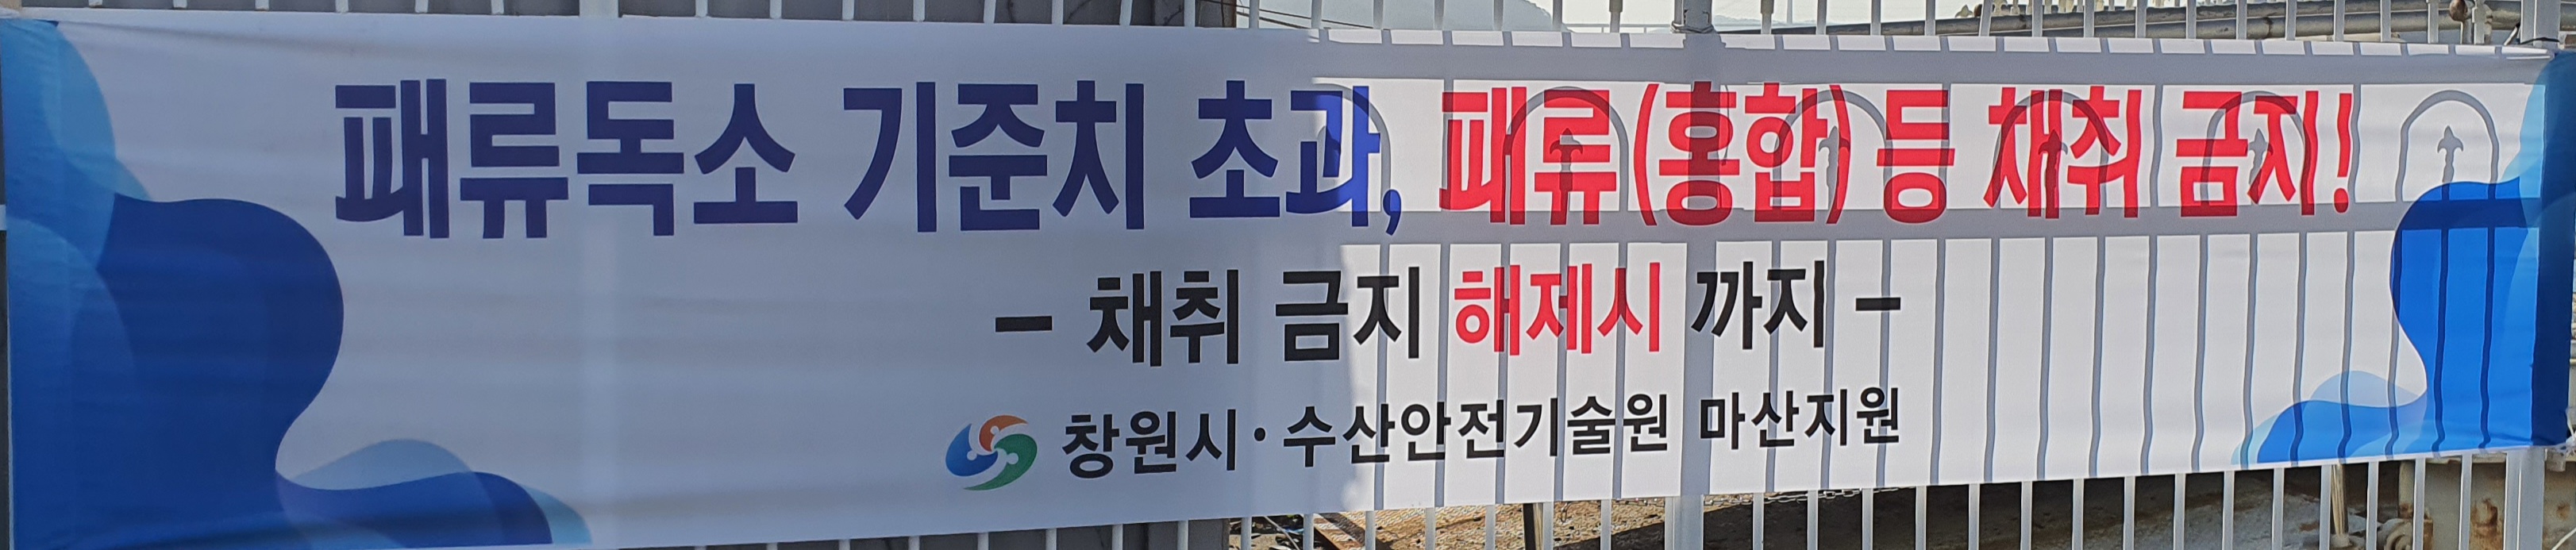 패류독소 기준치 초과, 패류(홍합) 등 채취 금지!
- 채취 금지 해제시 까지 -
창원시·수산안전기술원 마산지원